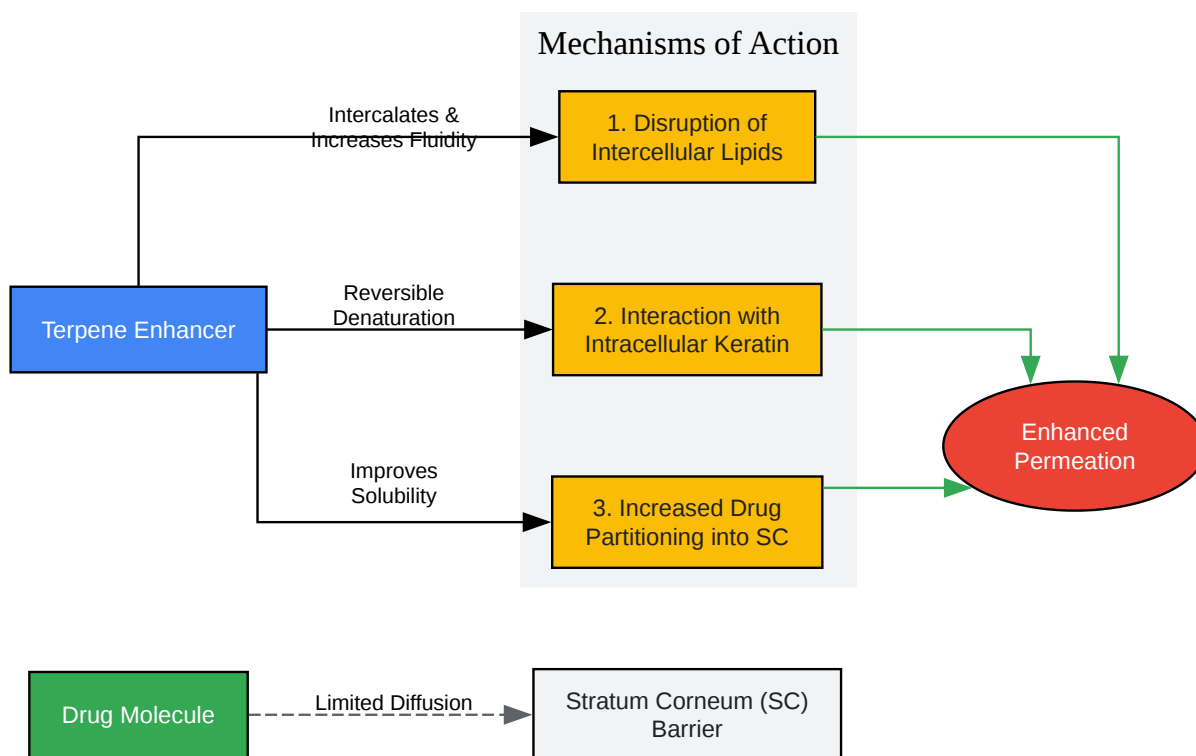 Mechanisms of Action
Intercalates &
Increases Fluidity
1. Disruption of
Intercellular Lipids
Terpene Enhancer
Reversible
Denaturation
2. Interaction with
Intracellular Keratin
Enhanced
Permeation
Improves
Solubility
3. Increased Drug
Partitioning into SC
Drug Molecule
Limited Diffusion
Stratum Corneum (SC)
Barrier